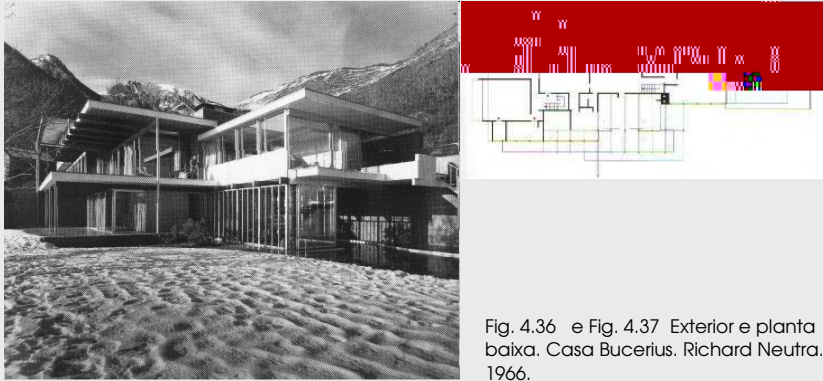 Fig. 4.36 e Fig. 4.37 Exterior e planta
baixa. Casa Bucerius. Richard Neutra.
1966.